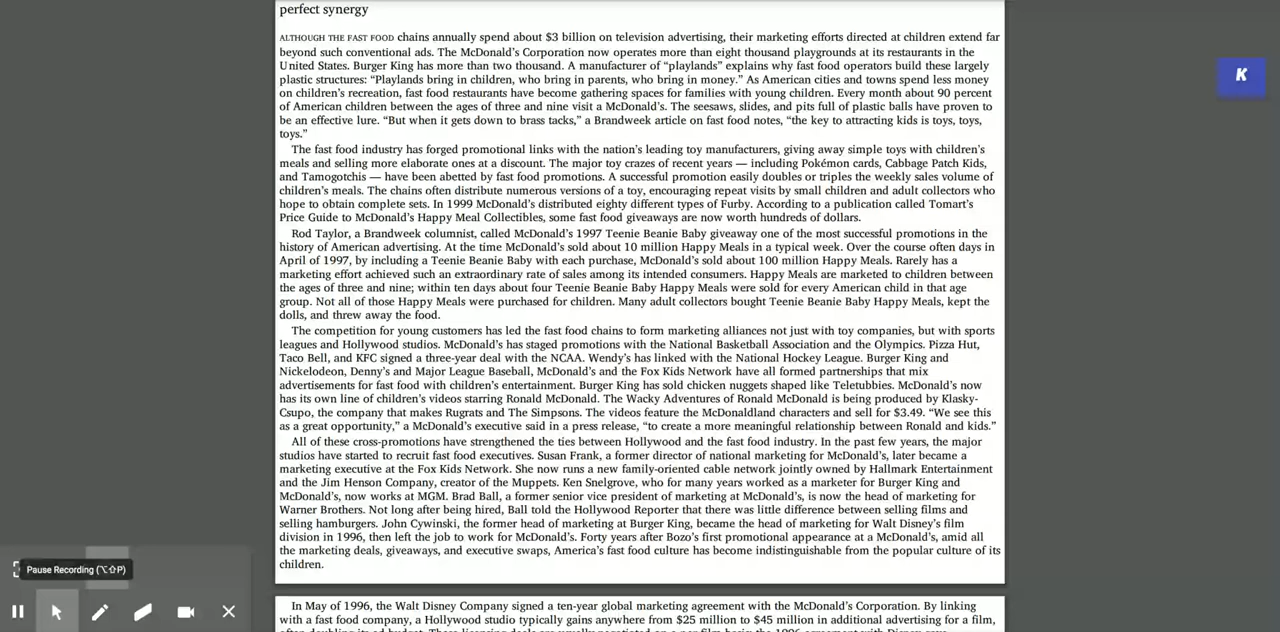 perfect synergy
ALTHOUGH THE FAST FOOD chains annually spend about $3 billion on television advertising, their marketing efforts directed at children extend far
beyond such conventional ads. The McDonald's Corporation now operates more than eight thousand playgrounds at its restaurants in the
United States. Burger King has more than two thousand. A manufacturer of “playlands” explains why fast food operators build these largely
plastic structures: “Playlands bring in children, who bring in parents, who bring in money.” As American cities and towns spend less money
on children's recreation, fast food restaurants have become gathering spaces for families with young children. Every month about 90 percent
of American children between the ages of three and nine visit a McDonald's. The seesaws, slides, and pits full of plastic balls have proven to
be an effective lure. “But when it gets down to brass tacks,” a Brandweek article on fast food notes, “the key to attracting kids is toys, toys,
toys.”
The fast food industry has forged promotional links with the nation's leading toy manufacturers, giving away simple toys with children's
meals and selling more elaborate ones at a discount. The major toy crazes of recent years — including Pokémon cards, Cabbage Patch Kids,
and Tamogotchis — have been abetted by fast food promotions. A successful promotion easily doubles or triples the weekly sales volume of
children's meals. The chains often distribute numerous versions of a toy, encouraging repeat visits by small children and adult collectors who
hope to obtain complete sets. In 1999 McDonald's distributed eighty different types of Furby. According to a publication called Tomart's
Price Guide to McDonald's Happy Meal Collectibles, some fast food giveaways are now worth hundreds of dollars.
Rod Taylor, a Brandweek columnist, called McDonald's 1997 Teenie Beanie Baby giveaway one of the most successful promotions in the
history of American advertising. At the time McDonald's sold about 10 million Happy Meals in a typical week. Over the course often days in
April of 1997, by including a Teenie Beanie Baby with each purchase, McDonald's sold about 100 million Happy Meals. Rarely has a
marketing effort achieved such an extraordinary rate of sales among its intended consumers. Happy Meals are marketed to children between
the ages of three and nine; within ten days about four Teenie Beanie Baby Happy Meals were sold for every American child in that age
group. Not all of those Happy Meals were purchased for children. Many adult collectors bought Teenie Beanie Baby Happy Meals, kept the
dolls, and threw away the food.
The competition for young customers has led the fast food chains to form marketing alliances not just with toy companies, but with sports
leagues and Hollywood studios. McDonald's has staged promotions with the National Basketball Association and the Olympics. Pizza Hut,
Taco Bell, and KFC signed a three-year deal with the NCAA. Wendy's has linked with the National Hockey League. Burger King and
Nickelodeon, Denny's and Major League Baseball, McDonald's and the Fox Kids Network have all formed partnerships that mix
advertisements for fast food with children's entertainment. Burger King has sold chicken nuggets shaped like Teletubbies. McDonald's now
has its own line of children's videos starring Ronald McDonald. The Wacky Adventures of Ronald McDonald is being produced by Klasky-
Csupo, the company that makes Rugrats and The Simpsons. The videos feature the McDonaldland characters and sell for $3.49. “We see this
as a great opportunity,” a McDonald's executive said in a press release, “to create a more meaningful relationship between Ronald and kids.”
All of these cross-promotions have strengthened the ties between Hollywood and the fast food industry. In the past few years, the major
studios have started to recruit fast food executives. Susan Frank, a former director of national marketing for McDonald's, later became a
marketing executive at the Fox Kids Network. She now runs a new family-oriented cable network jointly owned by Hallmark Entertainment
and the Jim Henson Company, creator of the Muppets. Ken Snelgrove, who for many years worked as a marketer for Burger King and
McDonald's, now works at MGM. Brad Ball, a former senior vice president of marketing at McDonald's, is now the head of marketing for
Warner Brothers. Not long after being hired, Ball told the Hollywood Reporter that there was little difference between selling films and
selling hamburgers. John Cywinski, the former head of marketing at Burger King, became the head of marketing for Walt Disney's film
division in 1996, then left the job to work for McDonald's. Forty years after Bozo's first promotional appearance at a McDonald's, amid all
the marketing deals, giveaways, and executive swaps, America's fast food culture has become indistinguishable from the popular culture of its
children.
In May of 1996, the Walt Disney Company signed a ten-year global marketing agreement with the McDonald's Corporation. By linking
with a fast food company, a Hollywood studio typically gains anywhere from $25 million to $45 million in additional advertising for a film,
K
Pause Recording (⌥⇧P)